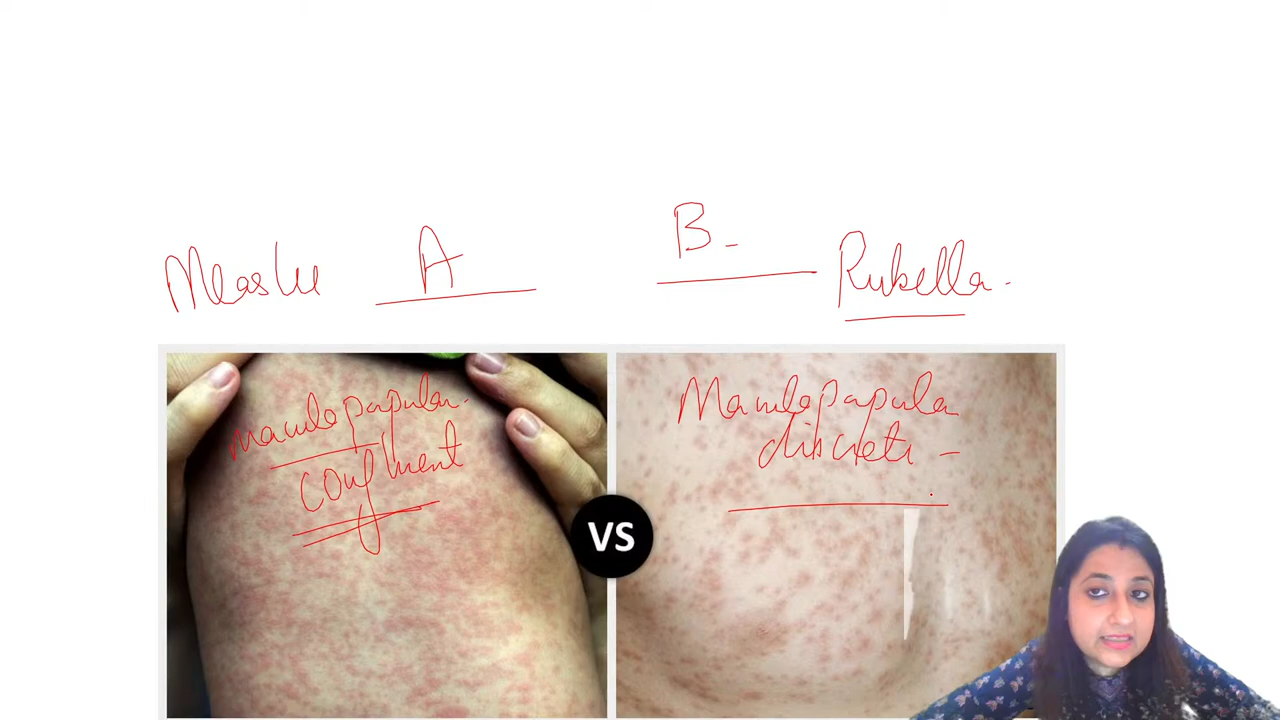 Measles A
B -
Rubella -
Maculopapular -
confluent
VS
Maculopapular
discrete -